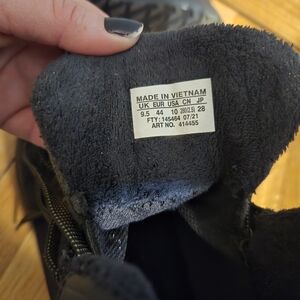 MADE IN VIETNAM
UK EUR USA CN JP
9.5 44 10 280(2.5) 28
FTY: 145464 07/21
ART NO. 414455